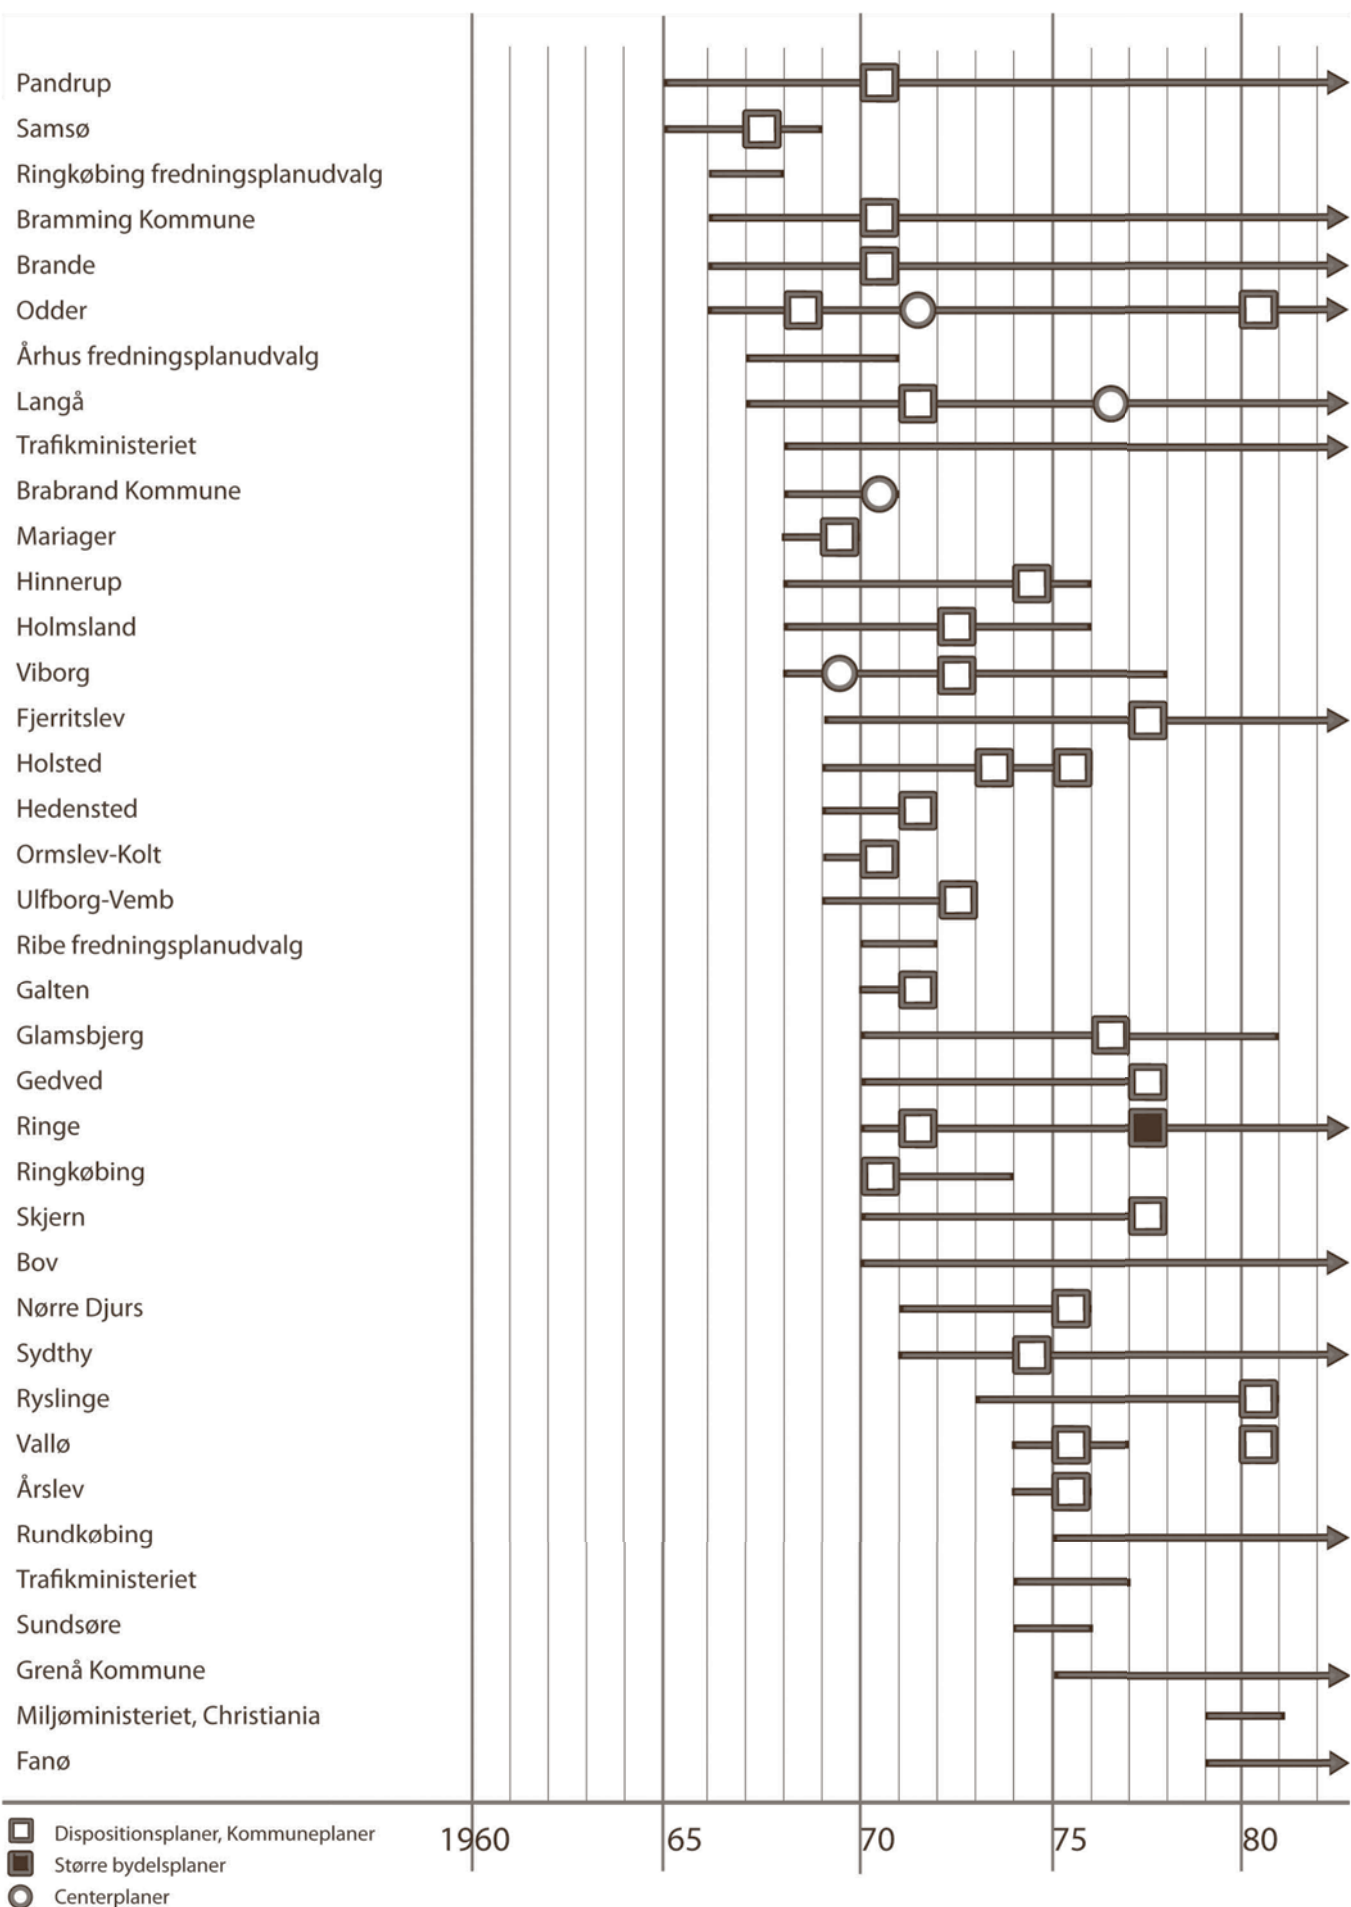 Pandrup
Samsø
Ringkøbing fredningsplanudvalg
Bramming Kommune
Brande
Odder
Århus fredningsplanudvalg
Langå
Trafikministeriet
Brabrand Kommune
Mariager
Hinnerup
Holmsland
Viborg
Fjerritslev
Holsted
Hedensted
Ormslev-Kolt
Ulfborg-Vemb
Ribe fredningsplanudvalg
Galten
Glamsbjerg
Gedved
Ringe
Ringkøbing
Skjern
Bov
Nørre Djurs
Sydthy
Ryslinge
Vallø
Årslev
Rundkøbing
Trafikministeriet
Sundsøre
Grenå Kommune
Miljøministeriet, Christiania
Fanø
1960 65 70 75 80
Dispositionsplaner, Kommuneplaner
Større bydelsplaner
Centerplaner